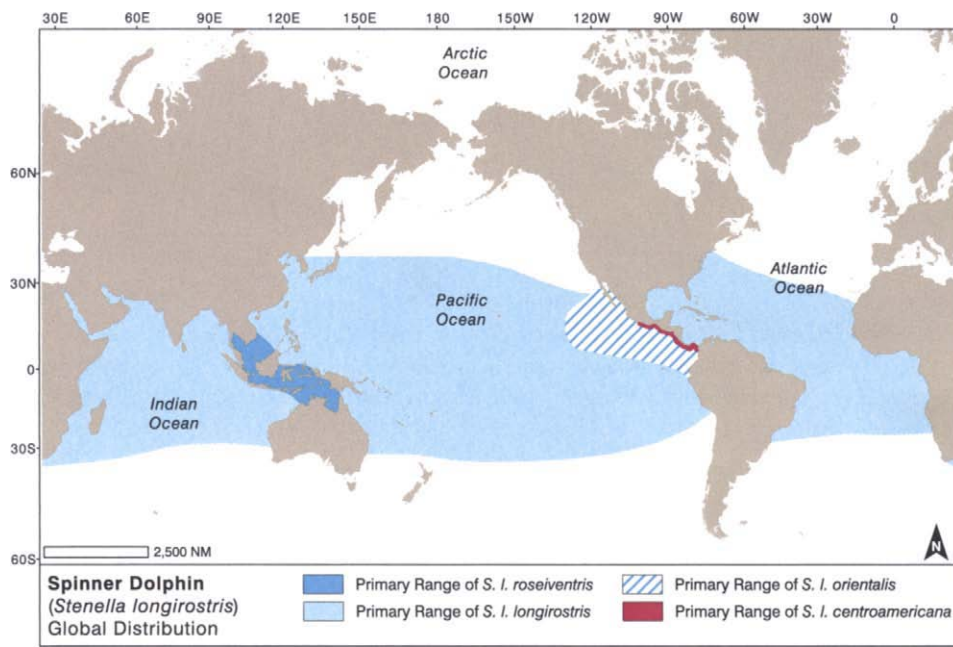 30E 60E 90E 120E 150E 180 150W 120W 90W 60W 30W 0
Arctic
Ocean
60N
30N
Atlantic
Ocean
Pacific
Ocean
0
Indian
Ocean
30S
2,500 NM
N
60S
Spinner Dolphin
(Stenella longirostris)
Global Distribution
Primary Range of S. l. roseiventris
Primary Range of S. l. longirostris
Primary Range of S. l. orientalis
Primary Range of S. l. centroamericana